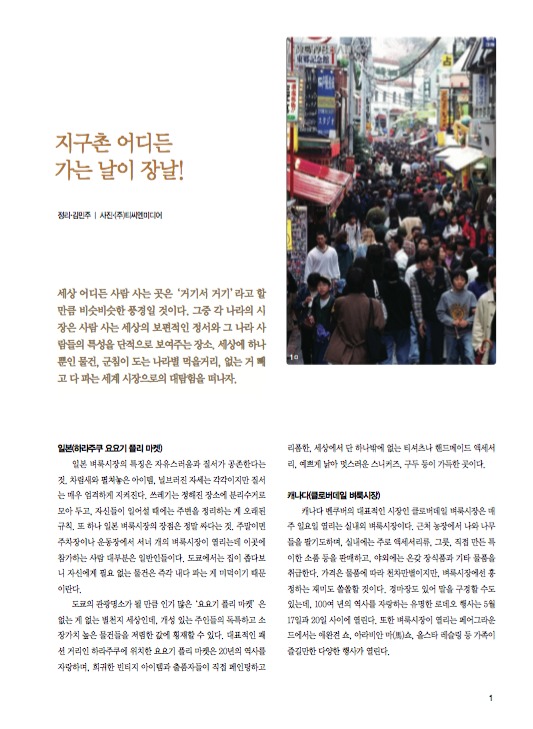 지구촌 어디든
가는 날이 장날!
정리·김민주 | 사진·(주)티씨엔미디어
세상 어디든 사람 사는 곳은 ‘거기서 거기’ 라고 할
만큼 비슷비슷한 풍경일 것이다. 그중 각 나라의 시
장은 사람 사는 세상의 보편적인 정서와 그 나라 사
람들의 특성을 단적으로 보여주는 장소. 세상에 하나
뿐인 물건, 군침이 도는 나라별 먹을거리, 없는 거 빼
고 다 파는 세계 시장으로의 대탐험을 떠나자.
일본(하라주쿠 요요기 플리 마켓)
일본 벼룩시장의 특징은 자유스러움과 질서가 공존한다는
것. 차림새와 펼쳐놓은 아이템, 널브러진 자세는 각각이지만 질서
는 매우 엄격하게 지켜진다. 쓰레기는 정해진 장소에 분리수거로
모아 두고, 자신들이 일어설 때에는 주변을 정리하는 게 오래된
규칙. 또 하나 일본 벼룩시장의 장점은 정말 싸다는 것. 주말이면
주차장이나 운동장에서 서너 개의 벼룩시장이 열리는데 이곳에
참가하는 사람 대부분은 일반인들이다. 도쿄에서는 집이 좁다보
니 자신에게 필요 없는 물건은 즉각 내다 파는 게 미덕이기 때문
이란다.
도쿄의 관광명소가 될 만큼 인기 많은 ‘요요기 플리 마켓’ 은
없는 게 없는 별천지 세상인데, 개성 있는 주인들의 독특하고 소
장가치 높은 물건들을 저렴한 값에 횡재할 수 있다. 대표적인 패
션 거리인 하라주쿠에 위치한 요요기 플리 마켓은 20년의 역사를
자랑하며, 희귀한 빈티지 아이템과 출품자들이 직접 페인팅하고
리폼한, 세상에서 단 하나밖에 없는 티셔츠나 핸드메이드 액세서
리, 예쁘게 낡아 멋스러운 스니커즈, 구두 등이 가득한 곳이다.
캐나다(클로버데일 벼룩시장)
캐나다 벤쿠버의 대표적인 시장인 클로버데일 벼룩시장은 매
주 일요일 열리는 실내외 벼룩시장이다. 근처 농장에서 나와 나무
들을 팔기도하며, 실내에는 주로 액세서리류, 그릇, 직접 만든 특
이한 소품 등을 판매하고, 야외에는 온갖 장식품과 기타 물품을
취급한다. 가격은 물품에 따라 천차만별이지만, 벼룩시장에선 흥
정하는 재미도 쏠쏠할 것이다. 경마장도 있어 말을 구경할 수도
있는데, 100여 년의 역사를 자랑하는 유명한 로데오 행사는 5월
17일과 20일 사이에 열린다. 또한 벼룩시장이 열리는 페어그라운
드에서는 애완견 쇼, 아라비안 마(馬)쇼, 올스타 레슬링 등 가족이
즐길만한 다양한 행사가 열린다.
1